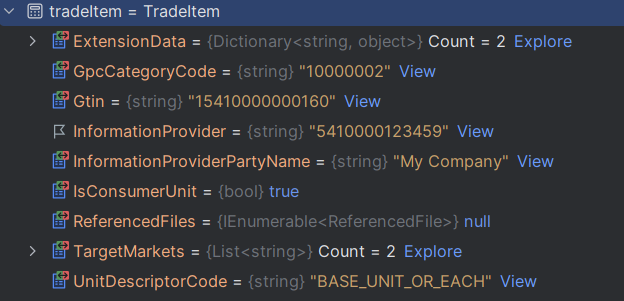 tradeItem = TradeItem
ExtensionData = {Dictionary<string, object>} Count = 2 Explore
GpcCategoryCode = {string} "10000002" View
Gtin = {string} "15410000000160" View
InformationProvider = {string} "5410000123459" View
InformationProviderPartyName = {string} "My Company" View
IsConsumerUnit = {bool} true
ReferencedFiles = {IEnumerable<ReferencedFile>} null
TargetMarkets = {List<string>} Count = 2 Explore
UnitDescriptorCode = {string} "BASE_UNIT_OR_EACH" View